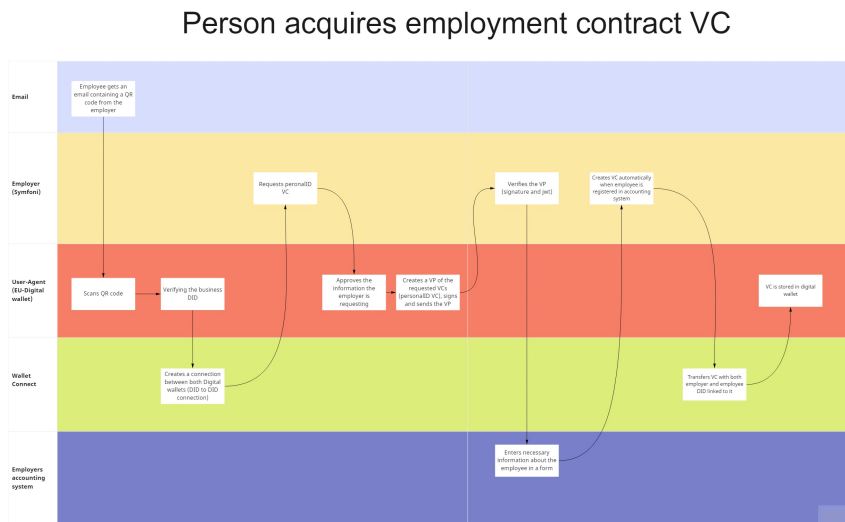 Person acquires employment contract VC
Email
Employee gets an
email containing a QR
code from the
employer
Employer
(Symfoni)
Requests peronalID
VC
Verifies the VP
(signature and jwt)
Creates VC automatically
when employee is
registered in accounting
system
User-Agent
(EU-Digital
wallet)
Scans QR code
Verifying the business
DID
Approves the
information the
employer is
requesting
Creates a VP of the
requested VCs
(personalID VC), signs
and sends the VP
VC is stored in digital
wallet
Wallet
Connect
Creates a connection
between both Digital
wallets (DID to DID
connection)
Transfers VC with both
employer and employee
DID linked to it
Employers
accounting
system
Enters necessary
information about the
employee in a form